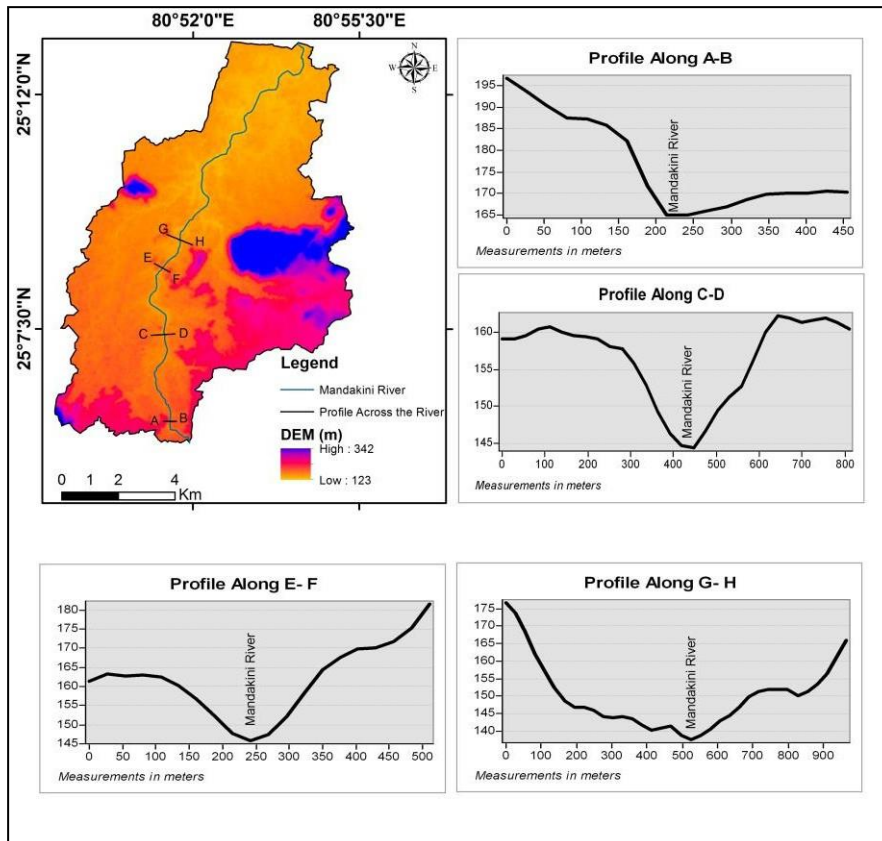 80°52'0"E 80°55'30"E
25°12'0"N
25°7'30"N
N
W E
S
G
H
E
F
C D
A B
Legend
Mandakini River
Profile Across the River
DEM (m)
High : 342
Low : 123
0 1 2 4
Km
Profile Along A-B
195
190
185
180
175
170
165
Mandakini River
0 50 100 150 200 250 300 350 400 450
Measurements in meters
Profile Along C-D
160
155
150
145
Mandakini River
0 100 200 300 400 500 600 700 800
Measurements in meters
Profile Along E- F
180
175
170
165
160
155
150
145
Mandakini River
0 50 100 150 200 250 300 350 400 450 500
Measurements in meters
Profile Along G- H
175
170
165
160
155
150
145
140
Mandakini River
0 100 200 300 400 500 600 700 800 900
Measurements in meters